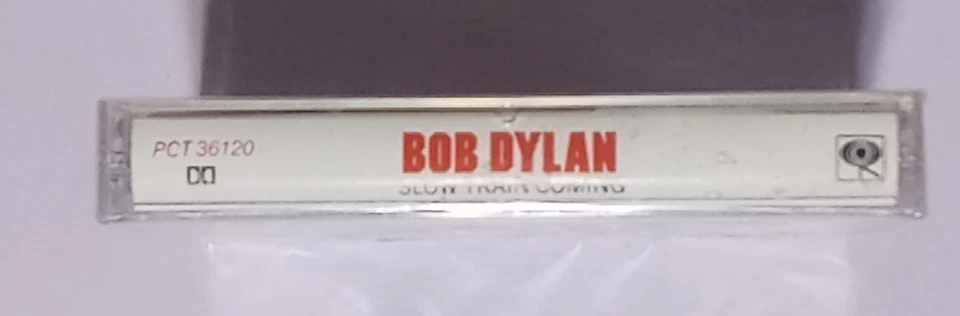 PCT 36120
BOB DYLAN
SLOW TRAIN COMING